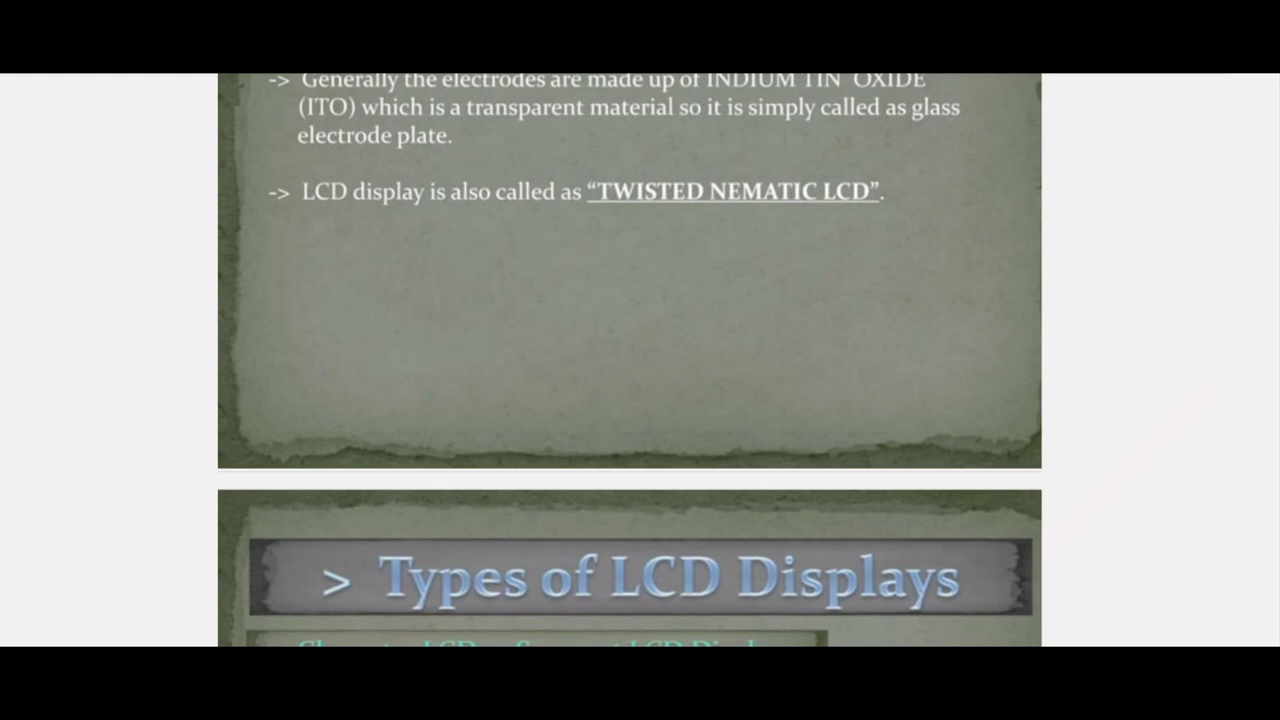 -> Generally the electrodes are made up of INDIUM TIN OXIDE
(ITO) which is a transparent material so it is simply called as glass
electrode plate.
-> LCD display is also called as “TWISTED NEMATIC LCD”.
> Types of LCD Displays